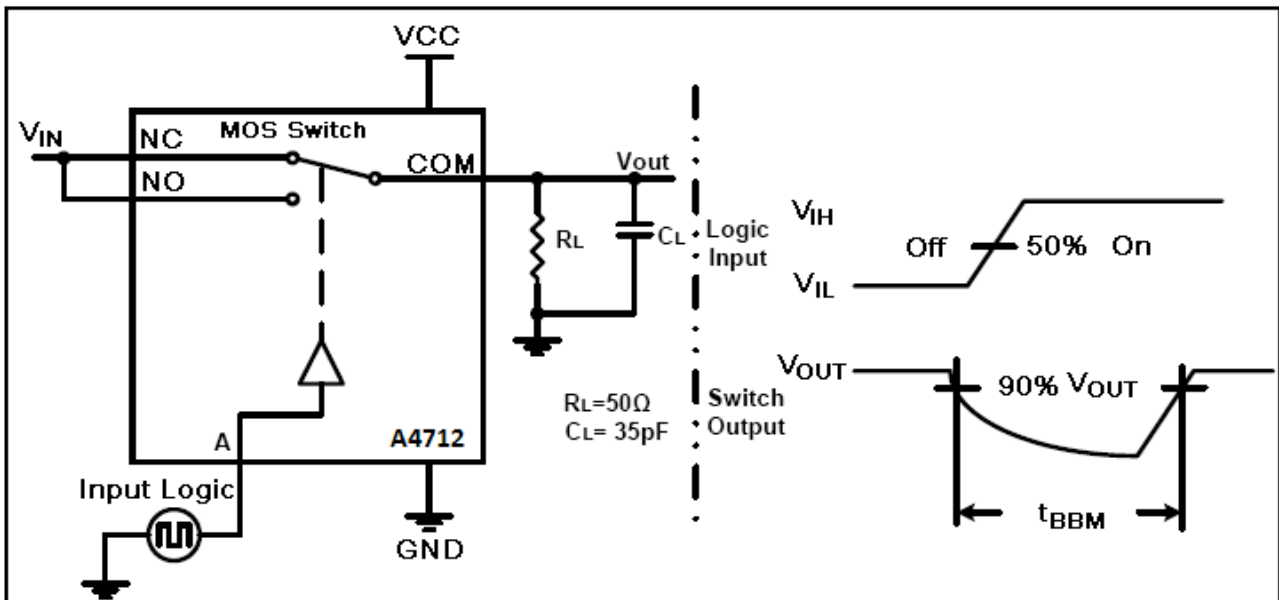 VCC
VIN
NC
MOS Switch
NO
COM
Vout
RL
CL
A
A4712
Input Logic
GND
RL=50Ω
CL= 35pF
Logic
Input
Switch
Output
VIH
Off
50%
On
VIL
VOUT
90% VOUT
tBBM